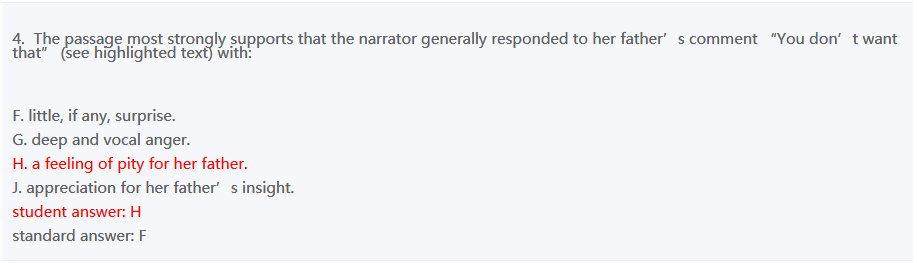 4. The passage most strongly supports that the narrator generally responded to her father’s comment “You don’t want
that” (see highlighted text) with:
F. little, if any, surprise.
G. deep and vocal anger.
H. a feeling of pity for her father.
J. appreciation for her father’s insight.
student answer: H
standard answer: F